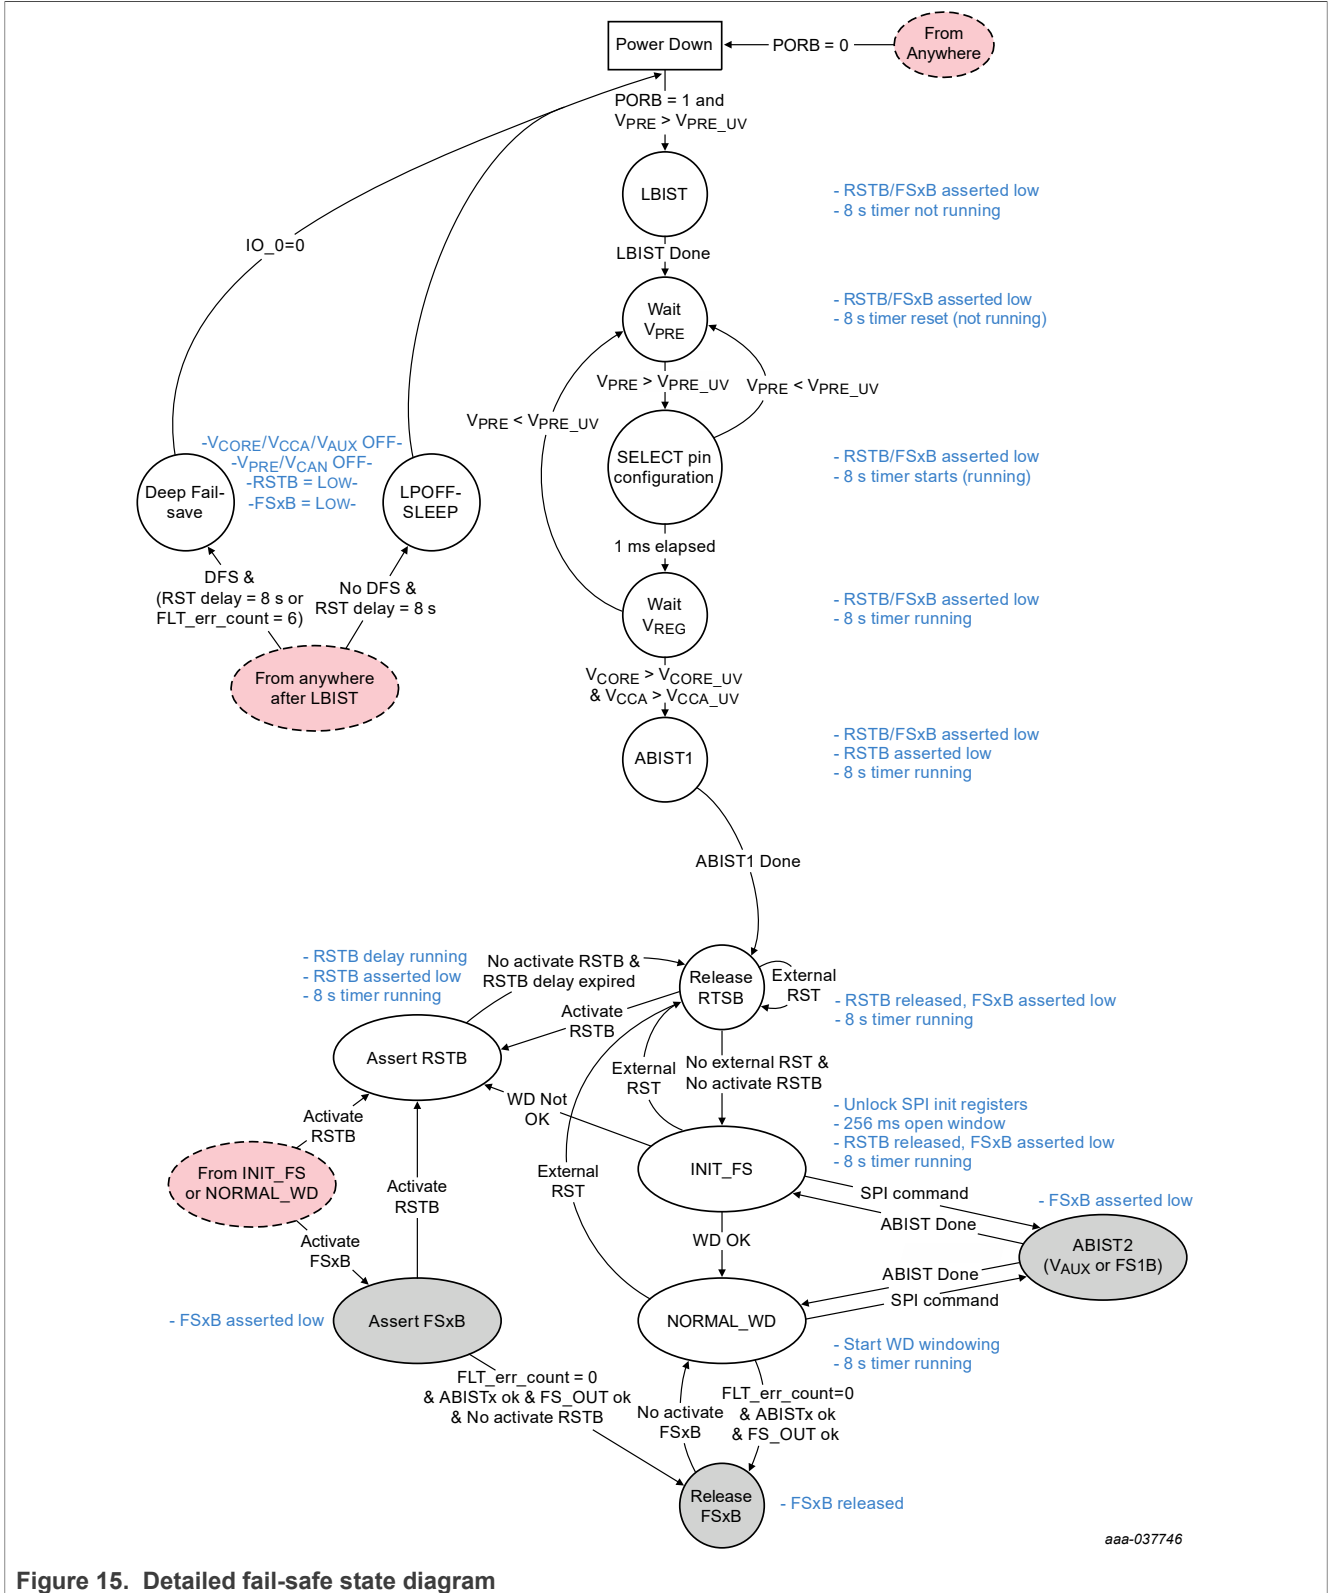 From
Anywhere
Power Down
PORB = 0
PORB = 1 and
VPRE > VPRE_UV
LBIST
- RSTB/FSxB asserted low
- 8 s timer not running
IO_0=0
LBIST Done
Wait
VPRE
- RSTB/FSxB asserted low
- 8 s timer reset (not running)
VPRE > VPRE_UV
VPRE < VPRE_UV
VPRE < VPRE_UV
-VCORE/VCCA/VAUX OFF-
-VPRE/VCAN OFF-
-RSTB = LOW-
-FSxB = LOW-
SELECT pin
configuration
- RSTB/FSxB asserted low
- 8 s timer starts (running)
Deep Fail-
save
LPOFF-
SLEEP
1 ms elapsed
DFS &
(RST delay = 8 s or
FLT_err_count = 6)
No DFS &
RST delay = 8 s
Wait
VREG
- RSTB/FSxB asserted low
- 8 s timer running
From anywhere
after LBIST
VCORE > VCORE_UV
& VCCA > VCCA_UV
ABIST1
- RSTB/FSxB asserted low
- RSTB asserted low
- 8 s timer running
ABIST1 Done
- RSTB delay running
- RSTB asserted low
- 8 s timer running
No activate RSTB &
RSTB delay expired
Release
RTSB
External
RST
- RSTB released, FSxB asserted low
- 8 s timer running
Activate
RSTB
Assert RSTB
External
RST
No external RST &
No activate RSTB
WD Not
OK
- Unlock SPI init registers
- 256 ms open window
- RSTB released, FSxB asserted low
- 8 s timer running
Activate
RSTB
From INIT_FS
or NORMAL_WD
Activate
RSTB
External
RST
INIT_FS
SPI command
- FSxB asserted low
ABIST Done
Activate
FSxB
WD OK
ABIST2
(VAUX or FS1B)
ABIST Done
SPI command
- FSxB asserted low
Assert FSxB
NORMAL_WD
- Start WD windowing
- 8 s timer running
FLT_err_count = 0
& ABISTx ok & FS_OUT ok
& No activate RSTB
No activate
FSxB
FLT_err_count=0
& ABISTx ok
& FS_OUT ok
Release
FSxB
- FSxB released
aaa-037746
Figure 15. Detailed fail-safe state diagram